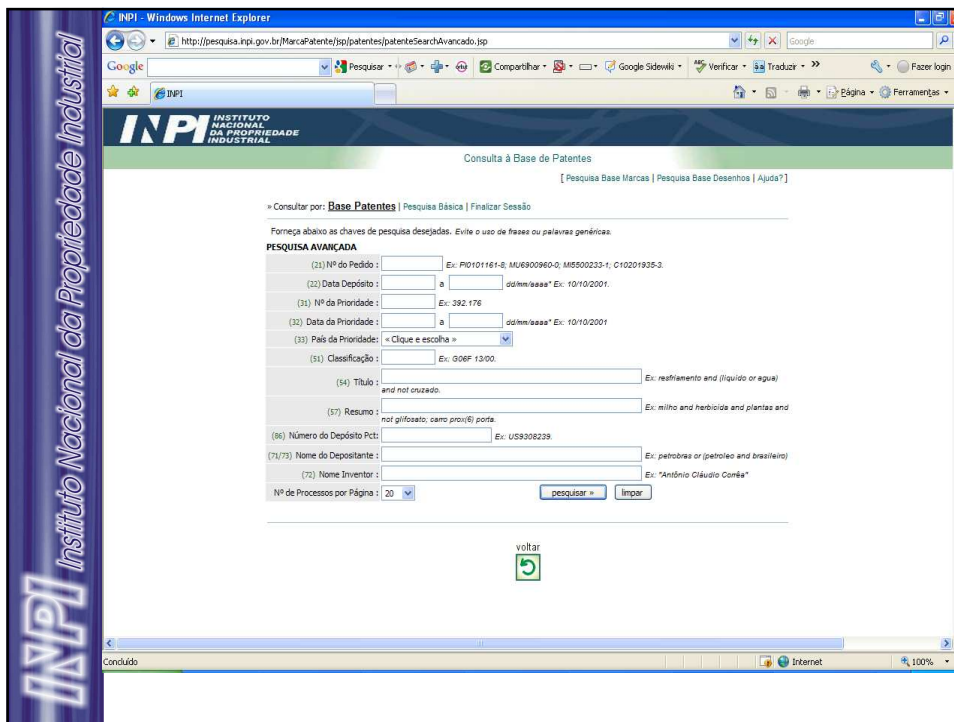 INPI Instituto Nacional da Propriedade Industrial
INPI - Windows Internet Explorer
http://pesquisa.inpi.gov.br/MarcaPatente/jsp/patentes/patenteSearchAvancado.jsp
Google
Google
Pesquisar
Compartilhar
Google Sidewiki
Verificar
Traduzir
Fazer login
INPI
Página
Ferramentas
INPI INSTITUTO
NACIONAL
DA PROPRIEDADE
INDUSTRIAL
Consulta à Base de Patentes
[ Pesquisa Base Marcas | Pesquisa Base Desenhos | Ajuda? ]
» Consultar por: Base Patentes | Pesquisa Básica | Finalizar Sessão
Forneça abaixo as chaves de pesquisa desejadas. Evite o uso de frases ou palavras genéricas.
PESQUISA AVANÇADA
(21) Nº do Pedido : Ex: PI0101161-8; MU6900960-0; MI5500233-1; C10201935-3.
(22) Data Depósito : a dd/mm/aaaa* Ex: 10/10/2001.
(31) Nº da Prioridade : Ex: 392.176
(32) Data da Prioridade : a dd/mm/aaaa* Ex: 10/10/2001
(33) País da Prioridade: « Clique e escolha »
(51) Classificação : Ex: G06F 13/00.
(54) Título : Ex: resfriamento and (liquido or agua)
and not cruzado.
(57) Resumo : Ex: milho and herbicida and plantas and
not glifosato; carro prox(6) porta.
(86) Número do Depósito Pct: Ex: US9308239.
(71/73) Nome do Depositante : Ex: petrobras or (petroleo and brasileiro)
(72) Nome Inventor : Ex: "Antônio Cláudio Corrêa"
Nº de Processos por Página : 20 pesquisar » limpar
voltar
Concluído
Internet
100%